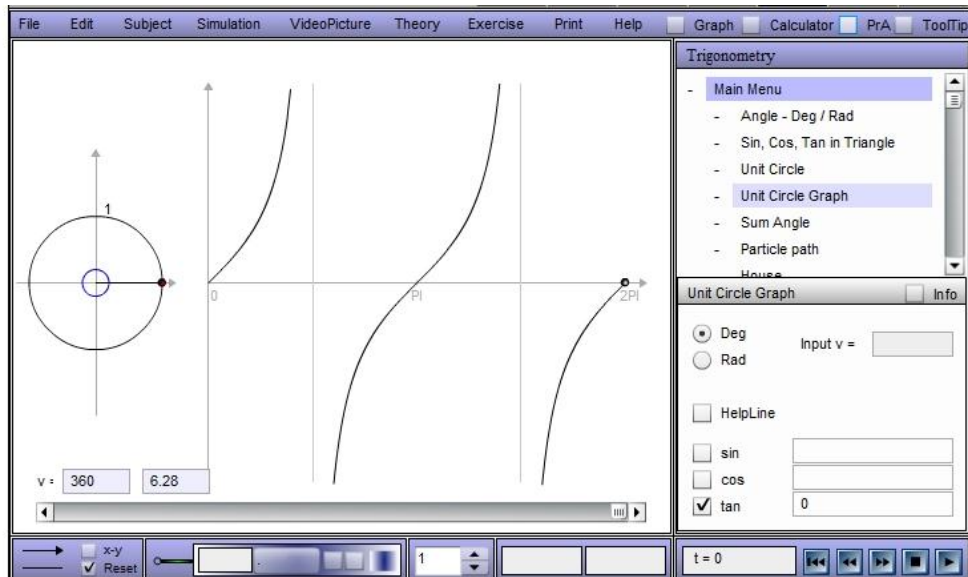 File Edit Subject Simulation VideoPicture Theory Exercise Print Help Graph Calculator PrA ToolTip
Trigonometry
- Main Menu
- Angle - Deg / Rad
- Sin, Cos, Tan in Triangle
- Unit Circle
- Unit Circle Graph
- Sum Angle
- Particle path
House
1
0 PI 2PI
v = 360 6.28
Unit Circle Graph Info
Deg
Rad
Input v =
HelpLine
sin
cos
tan 0
x-y
Reset
1
t = 0